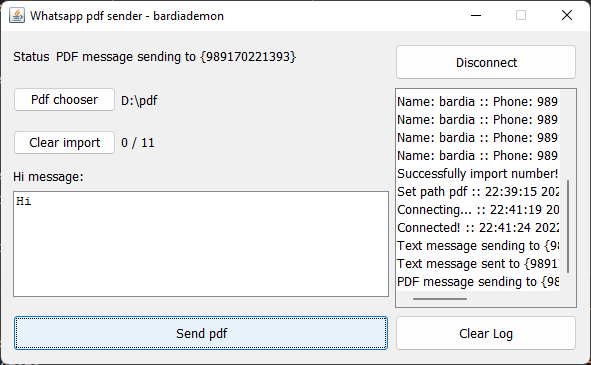 Whatsapp pdf sender - bardiademon
Status PDF message sending to {989170221393}
Disconnect
Pdf chooser D:\pdf
Clear import 0 / 11
Hi message:
Hi
Name: bardia :: Phone: 989
Name: bardia :: Phone: 989
Name: bardia :: Phone: 989
Name: bardia :: Phone: 989
Successfully import number!
Set path pdf :: 22:39:15 202
Connecting... :: 22:41:19 20
Connected! :: 22:41:24 2022
Text message sending to {98
Text message sent to {9891
PDF message sending to {98
Send pdf
Clear Log